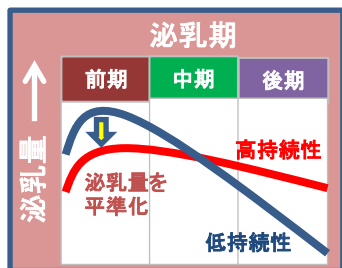 泌乳期
前期 中期 後期
泌乳量
高持続性
泌乳量を
平準化
低持続性